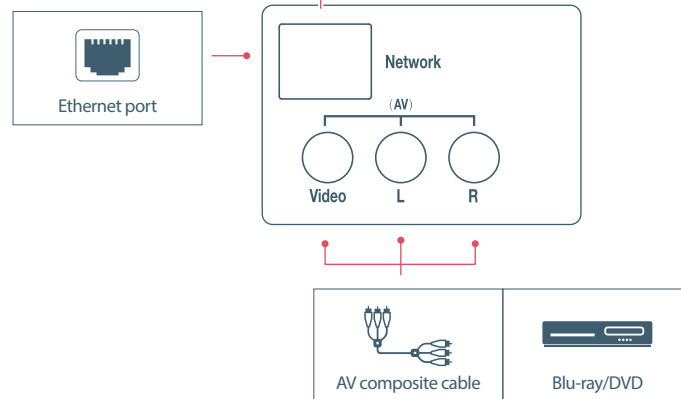 Network
Ethernet port
(AV)
Video L R
AV composite cable Blu-ray/DVD